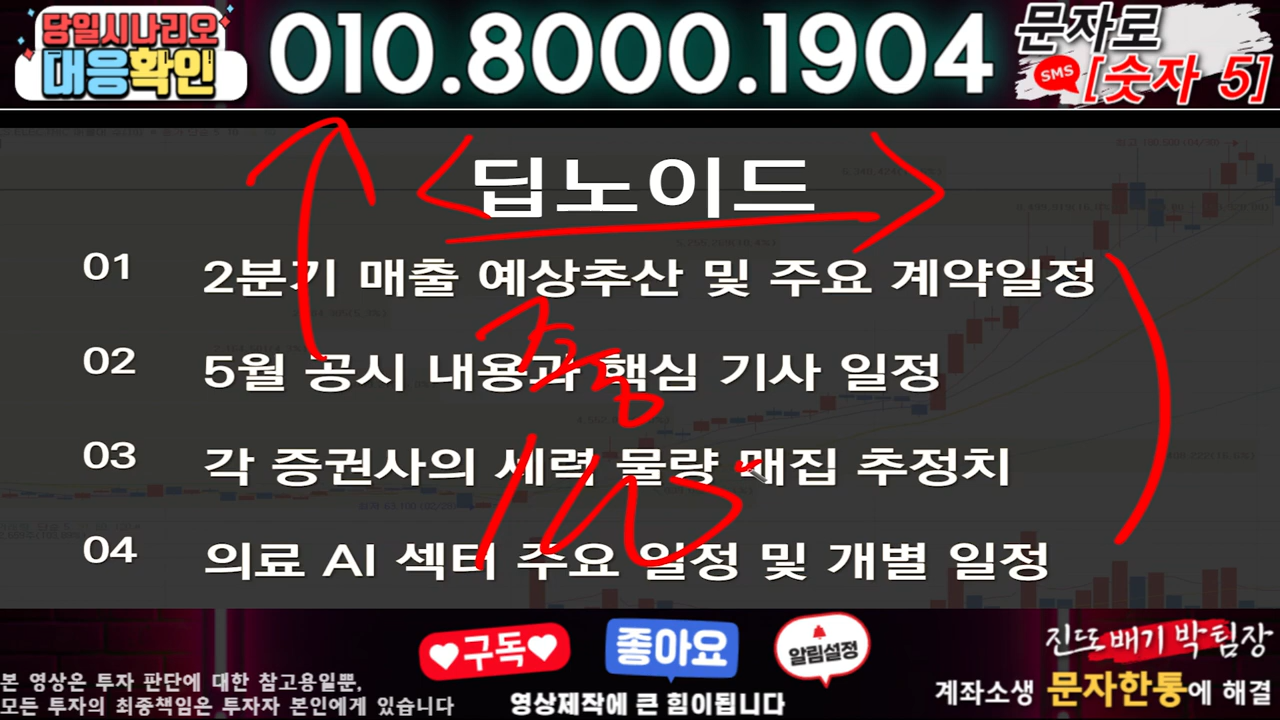 당일시나리오
대응확인
010.8000.1904
문자로
SMS
[숫자 5]
딥노이드
01 2분기 매출 예상추산 및 주요 계약일정
02 5월 공시 내용과 핵심 기사 일정
03 각 증권사의 세력 물량 매집 추정치
04 의료 AI 섹터 주요 일정 및 개별 일정
구독
좋아요
알림설정
영상제작에 큰 힘이됩니다
본 영상은 투자 판단에 대한 참고용일뿐,
모든 투자의 최종책임은 투자자 본인에게 있습니다
진또배기 박팀장
계좌소생 문자한통에 해결